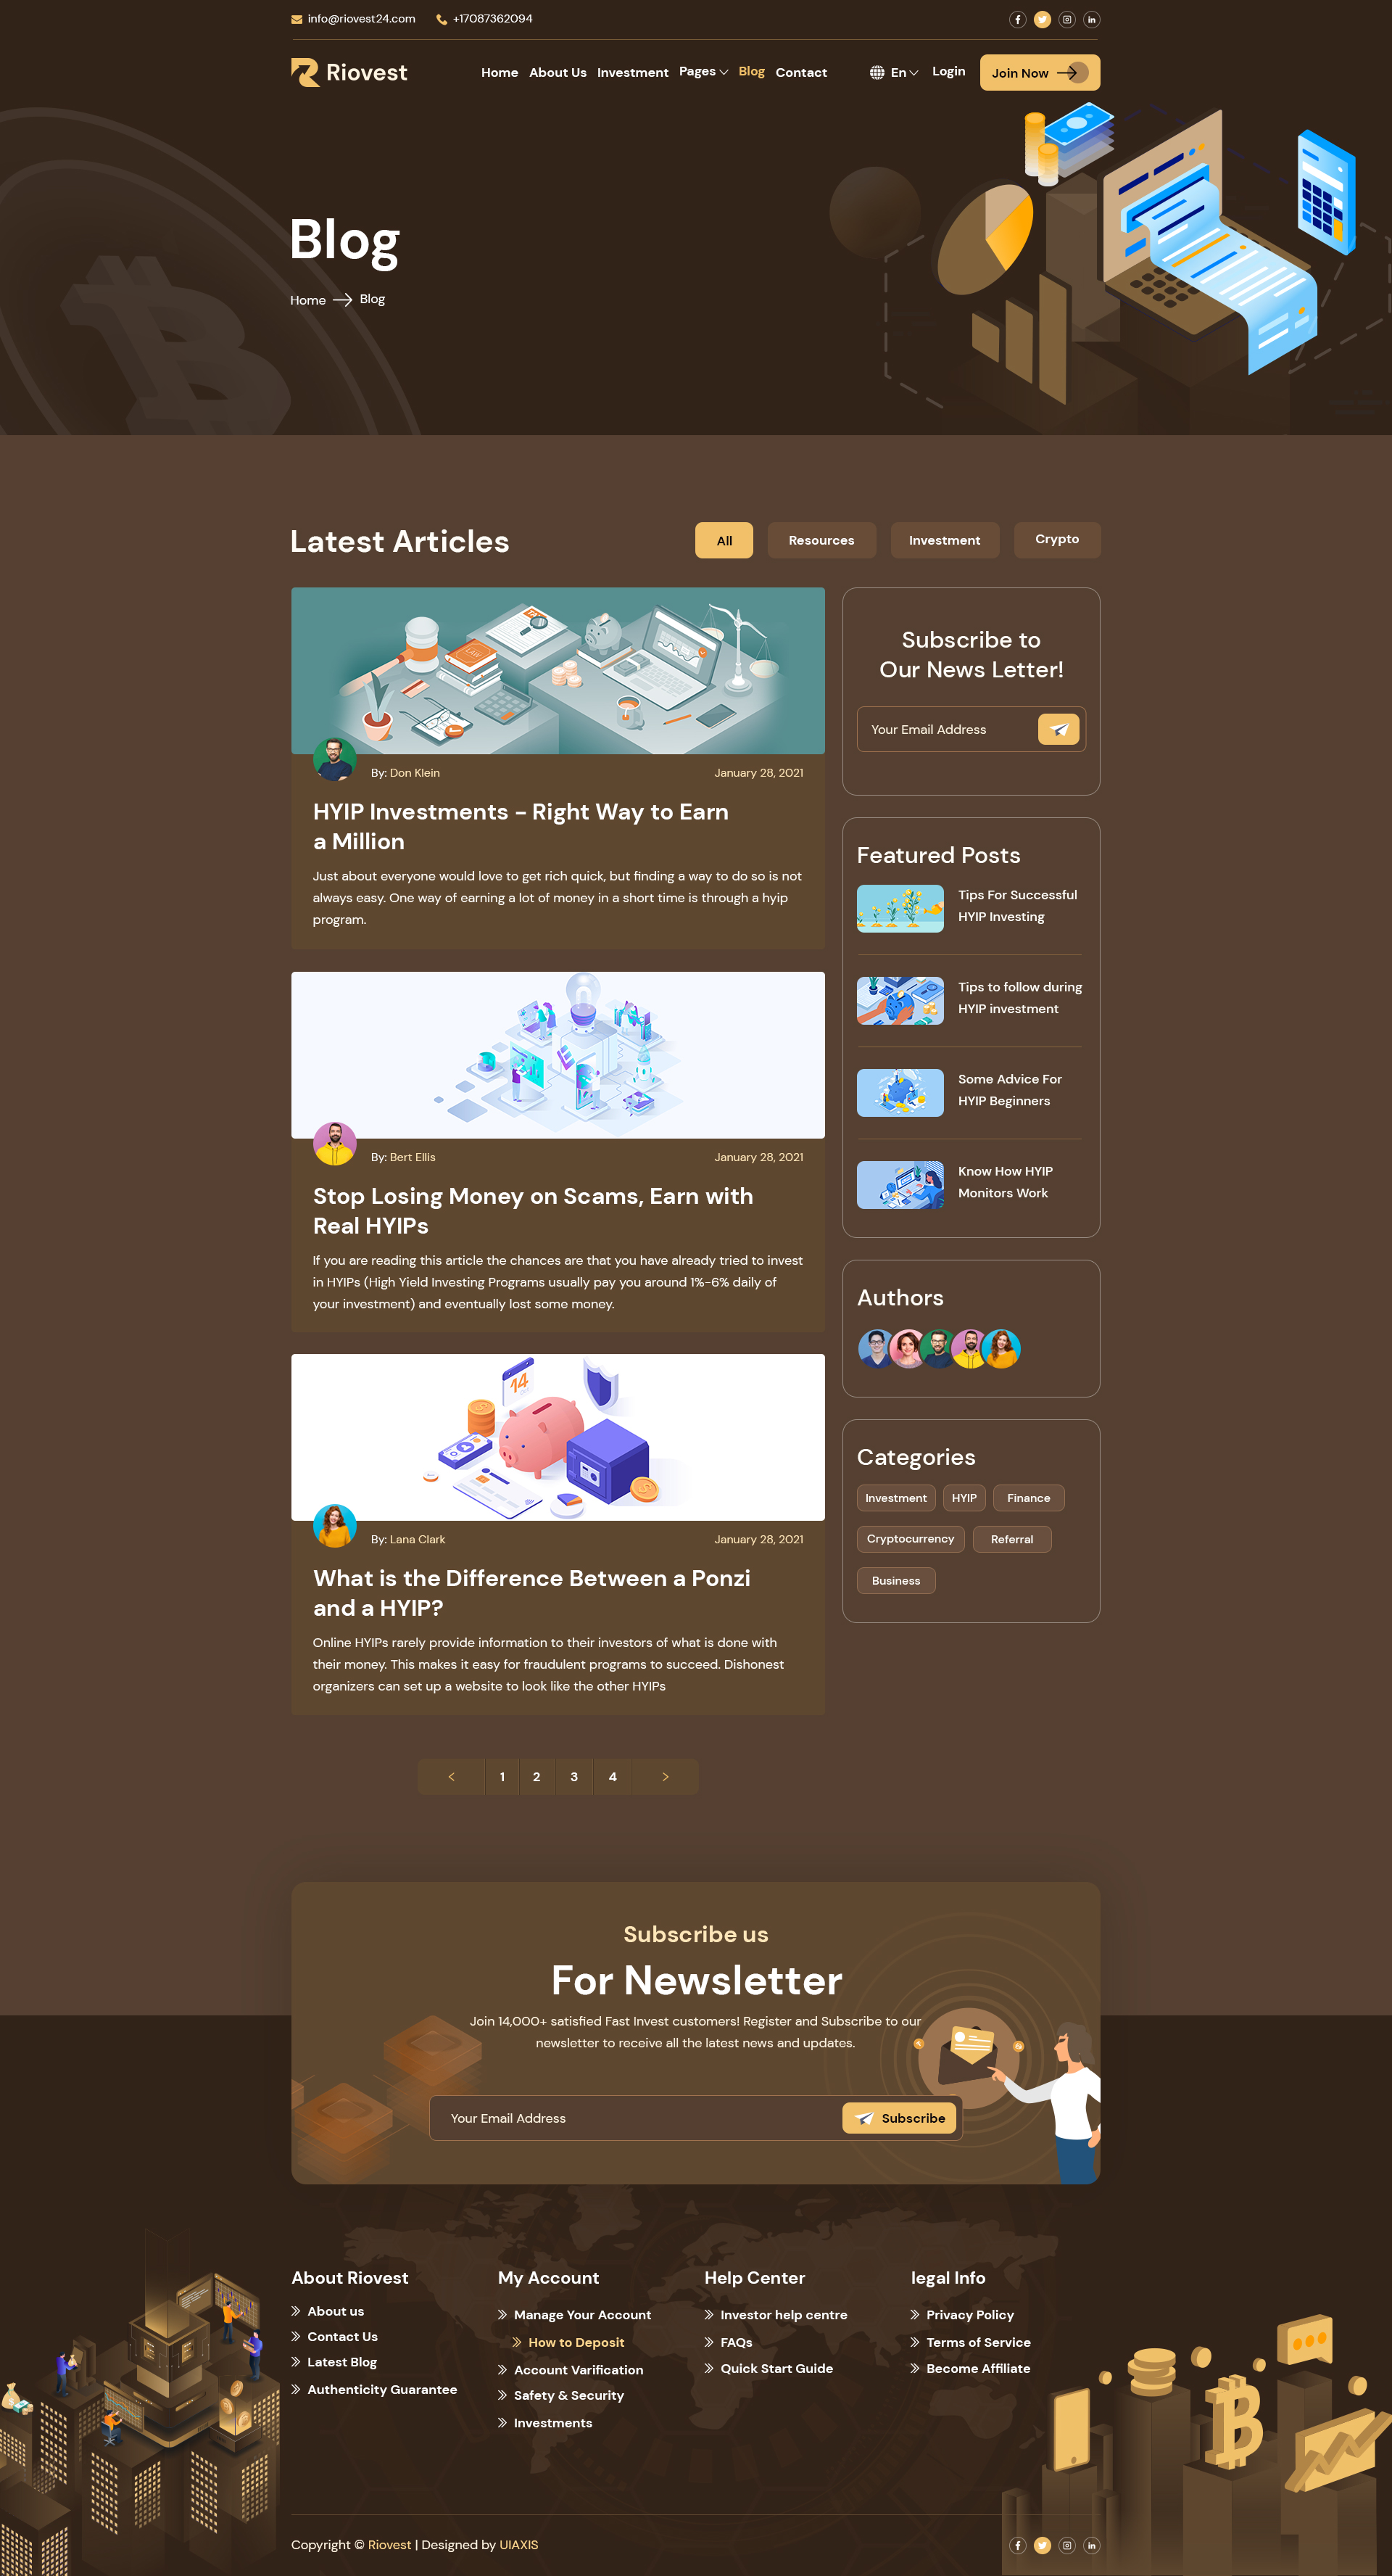 info@riovest24.com +17087362094
Riovest Home About Us Investment Pages Blog Contact En Login Join Now
Blog
Home Blog
Latest Articles All Resources Investment Crypto
By: Don Klein January 28, 2021
HYIP Investments - Right Way to Earn
a Million
Just about everyone would love to get rich quick, but finding a way to do so is not
always easy. One way of earning a lot of money in a short time is through a hyip
program.
By: Bert Ellis January 28, 2021
Stop Losing Money on Scams, Earn with
Real HYIPs
If you are reading this article the chances are that you have already tried to invest
in HYIPs (High Yield Investing Programs usually pay you around 1%-6% daily of
your investment) and eventually lost some money.
14
By: Lana Clark January 28, 2021
What is the Difference Between a Ponzi
and a HYIP?
Online HYIPs rarely provide information to their investors of what is done with
their money. This makes it easy for fraudulent programs to succeed. Dishonest
organizers can set up a website to look like the other HYIPs
1 2 3 4
Subscribe to
Our News Letter!
Your Email Address
Featured Posts
Tips For Successful
HYIP Investing
Tips to follow during
HYIP investment
Some Advice For
HYIP Beginners
Know How HYIP
Monitors Work
Authors
Categories
Investment HYIP Finance
Cryptocurrency Referral
Business
Subscribe us
For Newsletter
Join 14,000+ satisfied Fast Invest customers! Register and Subscribe to our
newsletter to receive all the latest news and updates.
Your Email Address Subscribe
About Riovest
About us
Contact Us
Latest Blog
Authenticity Guarantee
My Account
Manage Your Account
How to Deposit
Account Varification
Safety & Security
Investments
Help Center
Investor help centre
FAQs
Quick Start Guide
legal Info
Privacy Policy
Terms of Service
Become Affiliate
Copyright © Riovest | Designed by UIAXIS